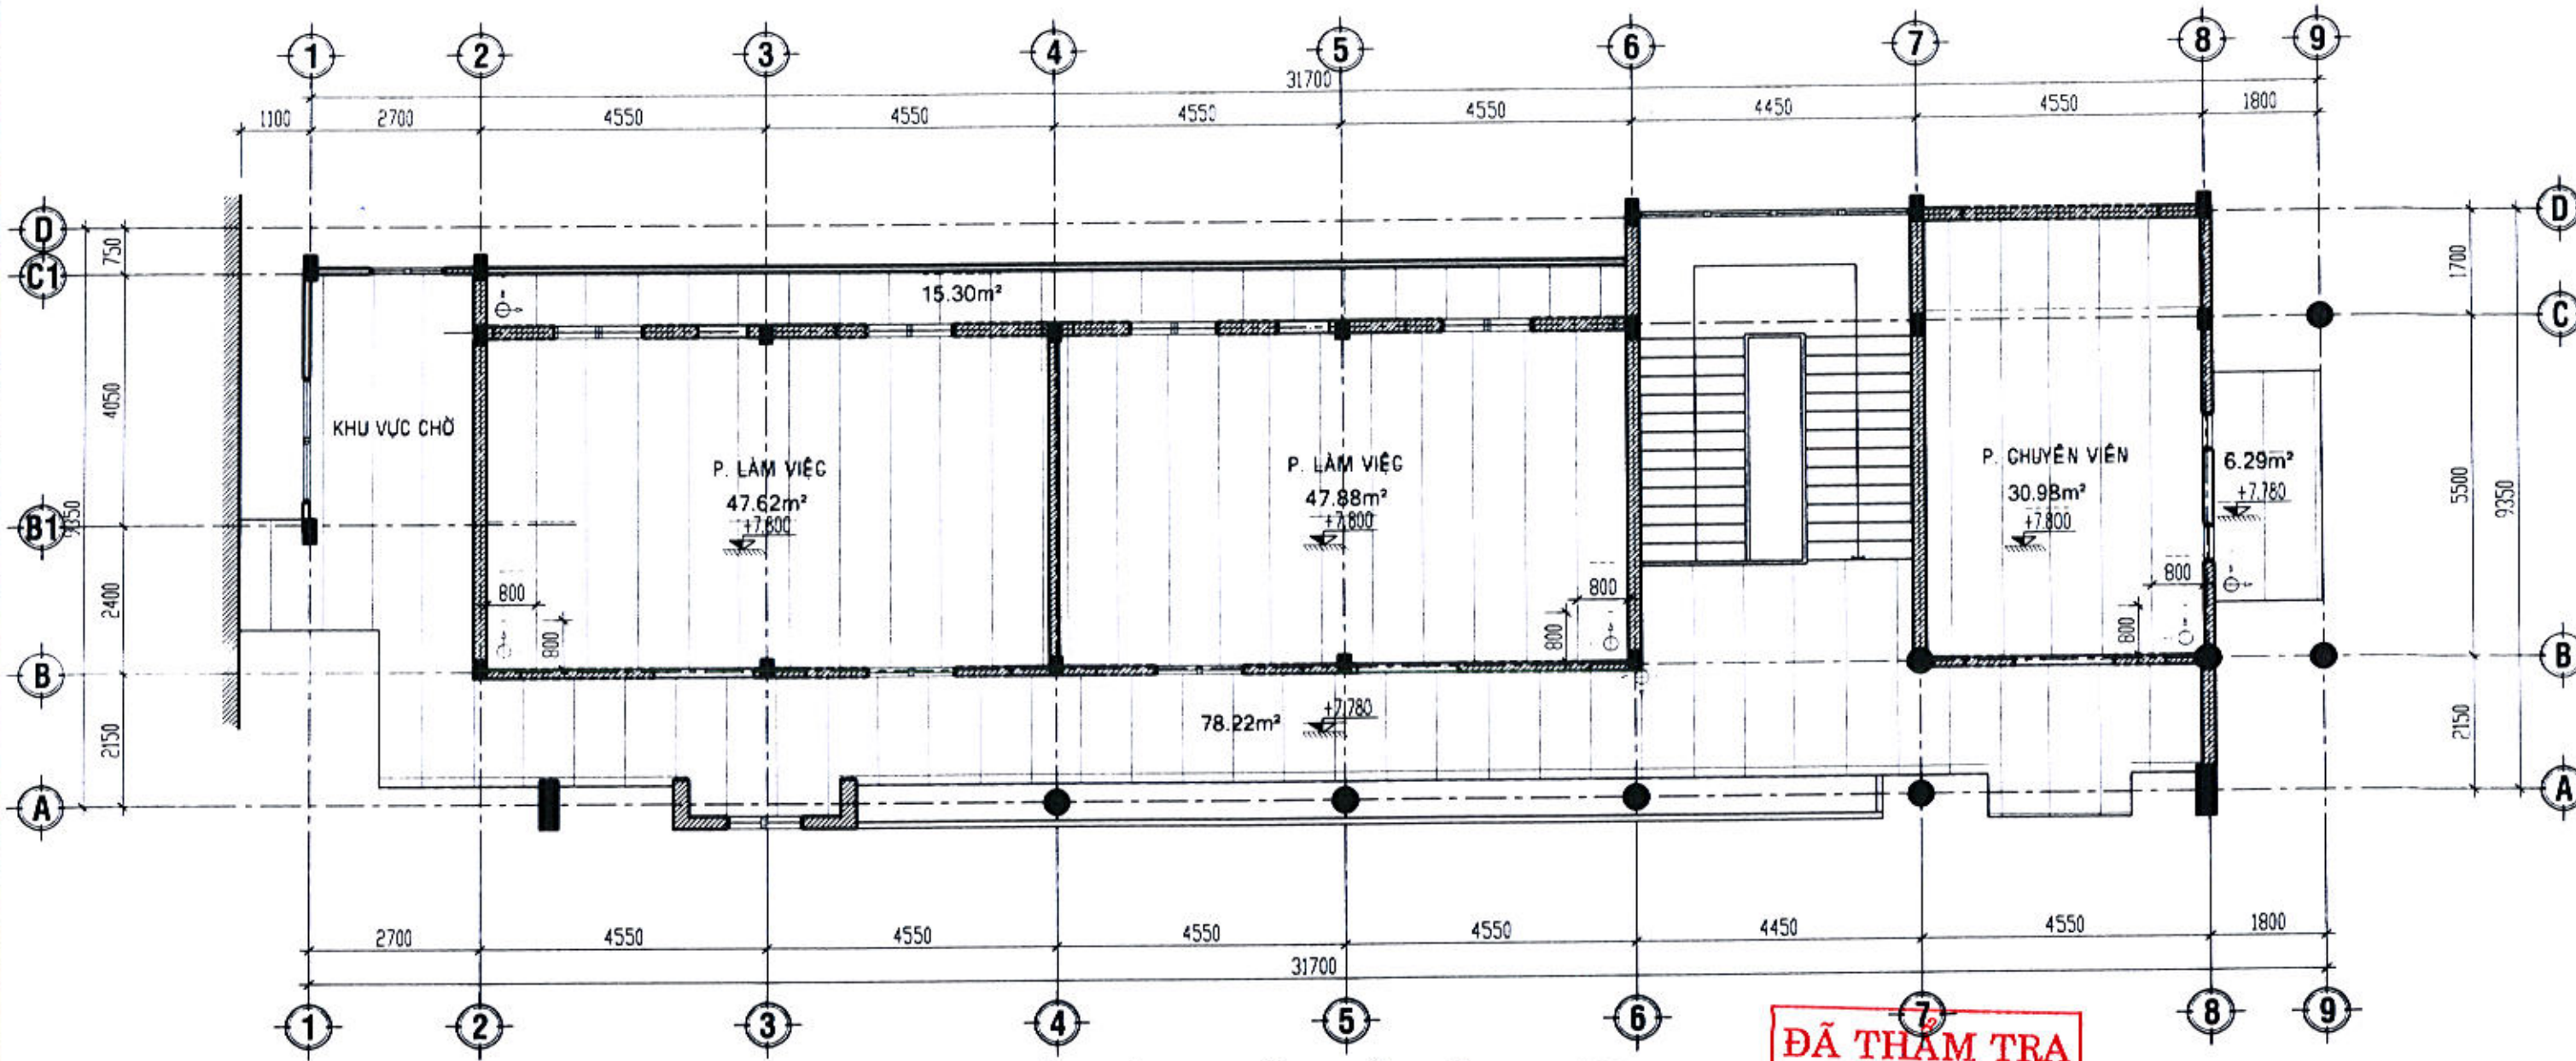 1 2 3 4 5 6 7 8 9
31700
1100 2700 4550 4550 4550 4550 4450 4550 1800
D D
750
C1
1700
15.30m²
C
4050
KHU VỰC CHỜ
P. LÀM VIỆC
47.62m²
+7.800
P. LÀM VIỆC
47.88m²
+7.800
P. CHUYÊN VIÊN
30.98m²
+7.800
6.29m²
+7.780
5500
9350
B1
9350
2400
800
800
800
800
800
800
B B
2150
78.22m²
+7.780
2150
A A
2700 4550 4550 4550 4550 4450 4550 1800
31700
1 2 3 4 5 6 7 8 9
ĐÃ THẨM TRA